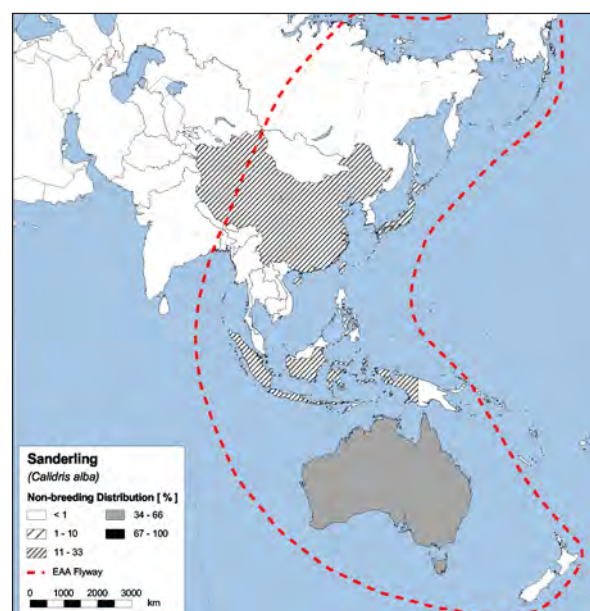 Sanderling
(Calidris alba)
Non-breeding Distribution [ % ]
< 1 34 - 66
1 - 10 67 - 100
11 - 33
EAA Flyway
0 1000 2000 3000
km